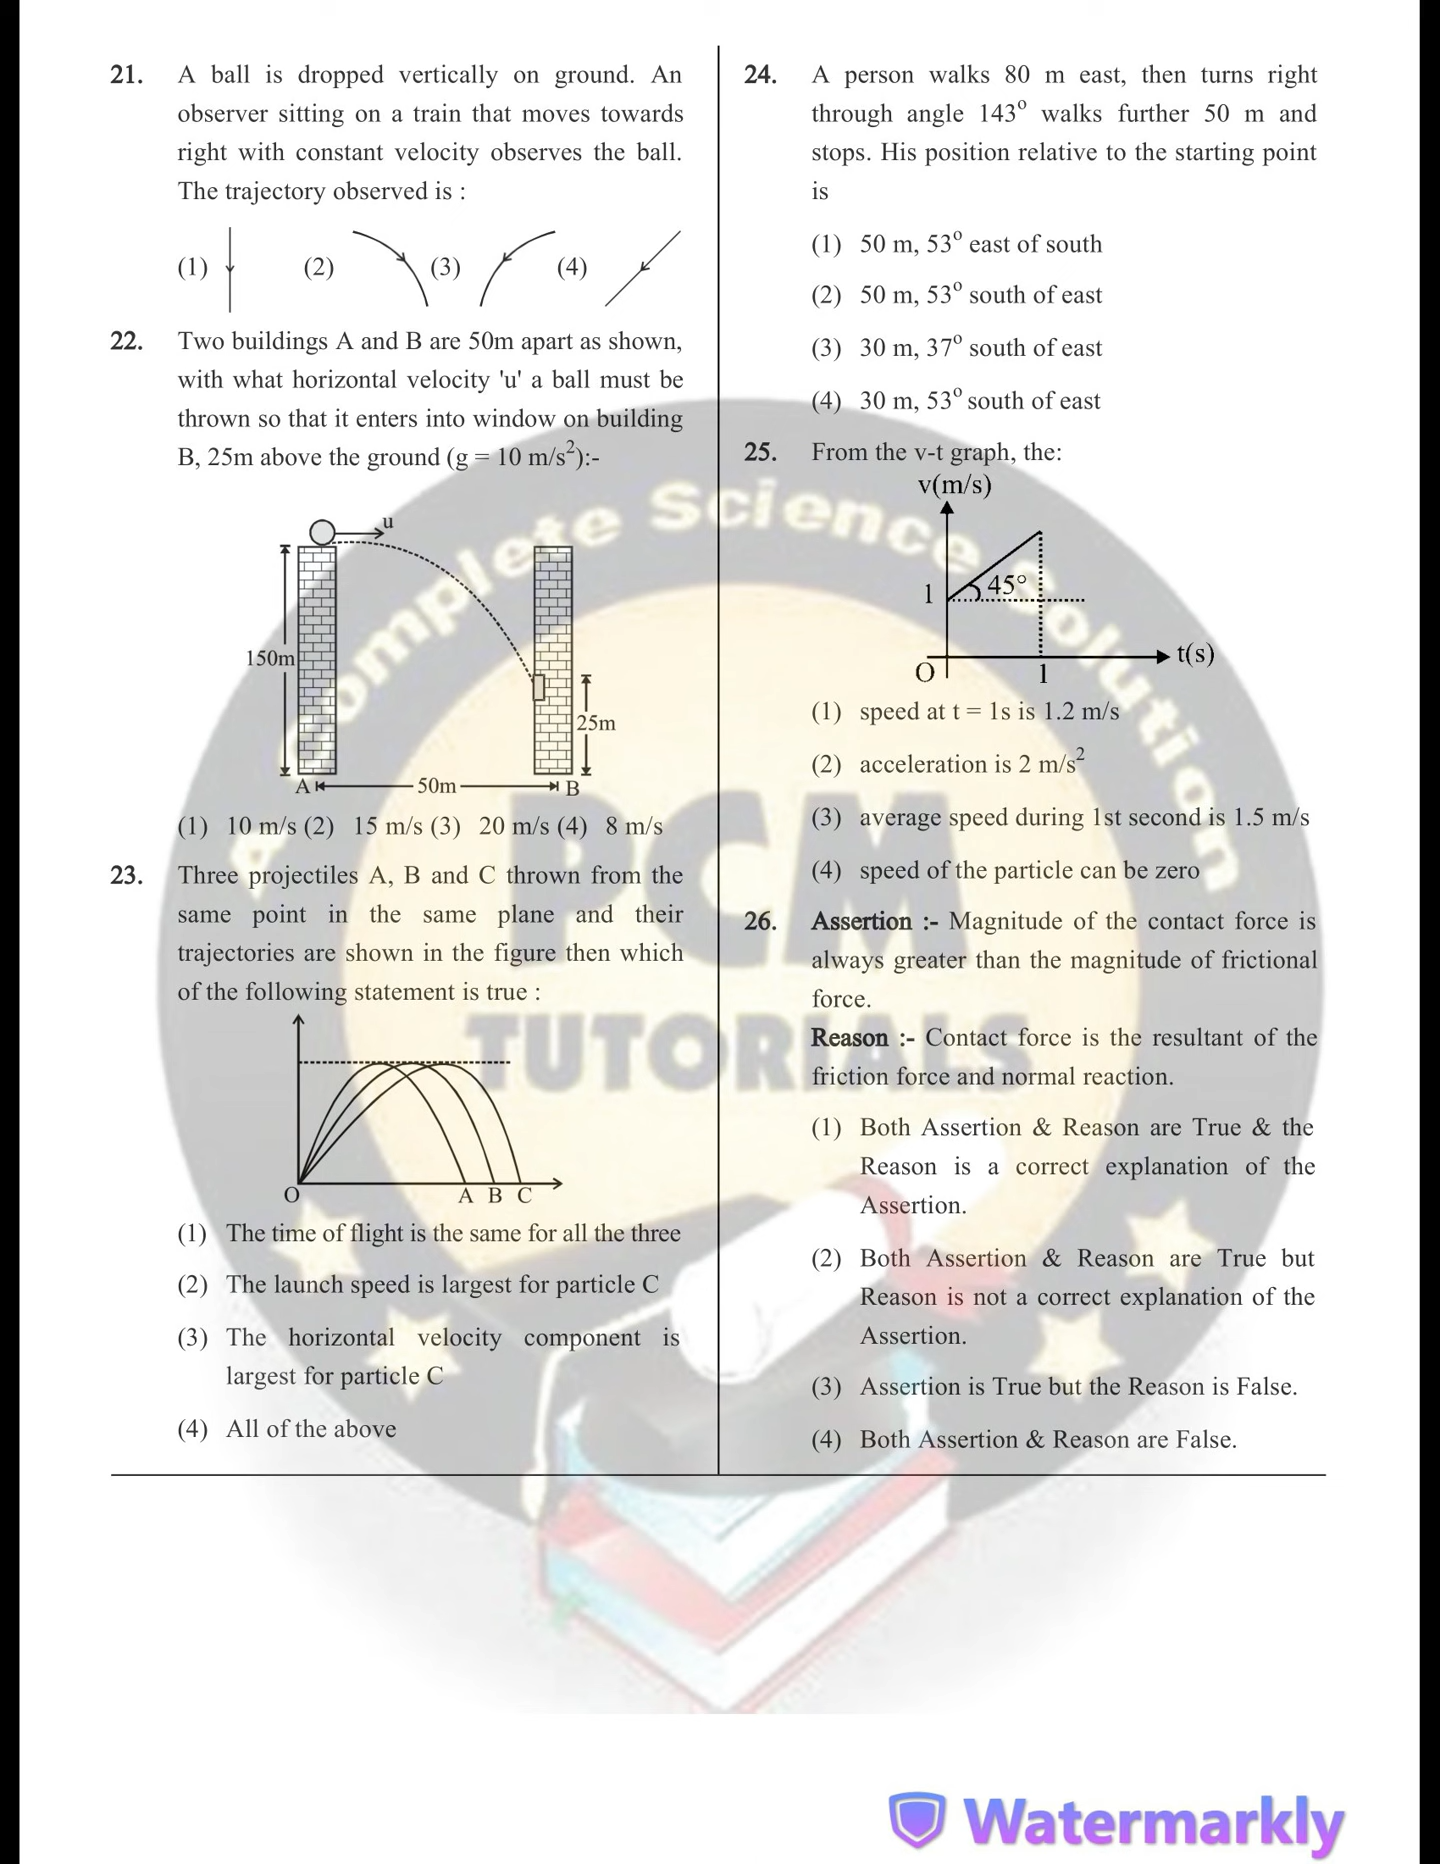 21. A ball is dropped vertically on ground. An
observer sitting on a train that moves towards
right with constant velocity observes the ball.
The trajectory observed is :
(1) (2) (3) (4)
22. Two buildings A and B are 50m apart as shown,
with what horizontal velocity 'u' a ball must be
thrown so that it enters into window on building
B, 25m above the ground (g = 10 m/s²):-
u
150m
25m
A 50m B
(1) 10 m/s (2) 15 m/s (3) 20 m/s (4) 8 m/s
23. Three projectiles A, B and C thrown from the
same point in the same plane and their
trajectories are shown in the figure then which
of the following statement is true :
O A B C
(1) The time of flight is the same for all the three
(2) The launch speed is largest for particle C
(3) The horizontal velocity component is
largest for particle C
(4) All of the above
24. A person walks 80 m east, then turns right
through angle 143° walks further 50 m and
stops. His position relative to the starting point
is
(1) 50 m, 53° east of south
(2) 50 m, 53° south of east
(3) 30 m, 37° south of east
(4) 30 m, 53° south of east
25. From the v-t graph, the:
v(m/s)
1 45°
t(s)
O 1
(1) speed at t = 1s is 1.2 m/s
(2) acceleration is 2 m/s²
(3) average speed during 1st second is 1.5 m/s
(4) speed of the particle can be zero
26. Assertion :- Magnitude of the contact force is
always greater than the magnitude of frictional
force.
Reason :- Contact force is the resultant of the
friction force and normal reaction.
(1) Both Assertion & Reason are True & the
Reason is a correct explanation of the
Assertion.
(2) Both Assertion & Reason are True but
Reason is not a correct explanation of the
Assertion.
(3) Assertion is True but the Reason is False.
(4) Both Assertion & Reason are False.
A Complete Science Solution
PCM
TUTORIALS
Watermarkly